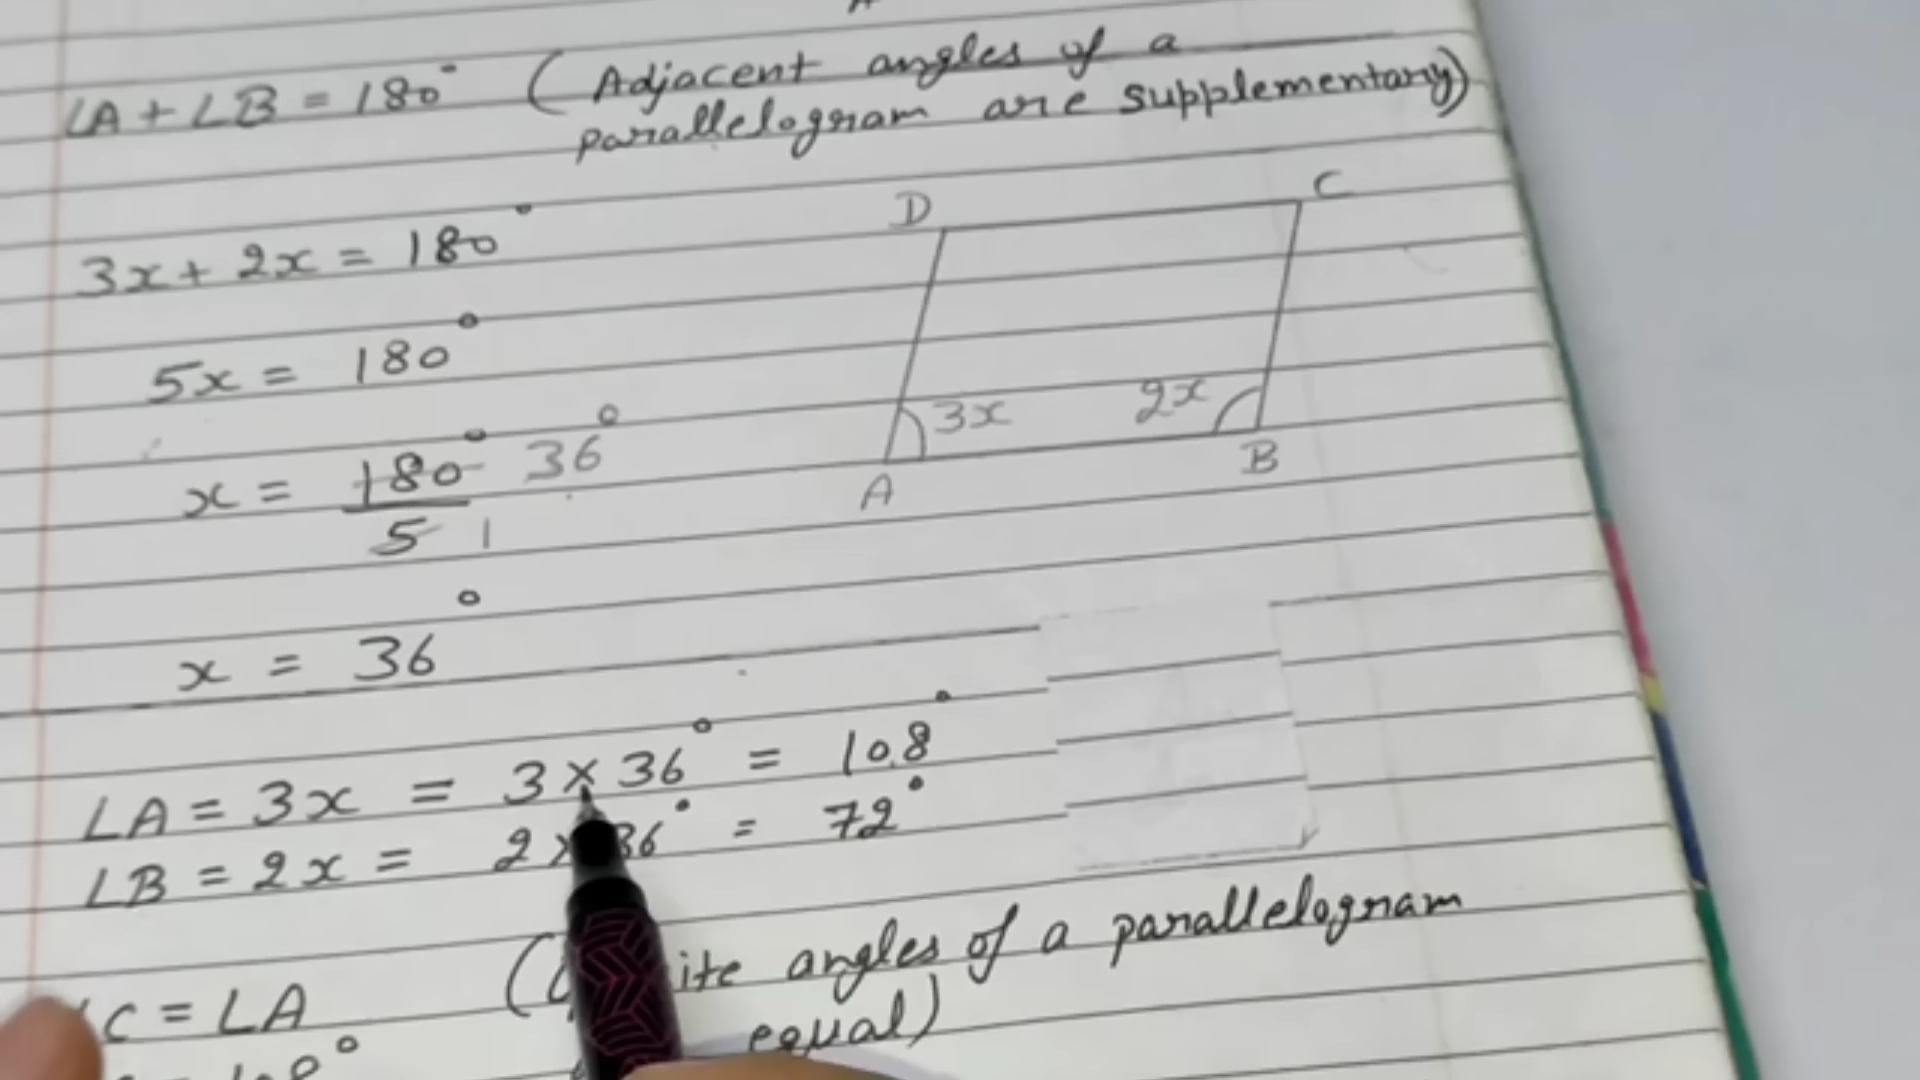 ∠A + ∠B = 180° (Adjacent angles of a
parallelogram are supplementary)
3x + 2x = 180°
5x = 180°
x = 180° 36°
5 1
x = 36°
D C
3x 2x
A B
∠A = 3x = 3 × 36° = 108°
∠B = 2x = 2 × 36° = 72°
∠C = ∠A ( angles of a parallelogram
equal)